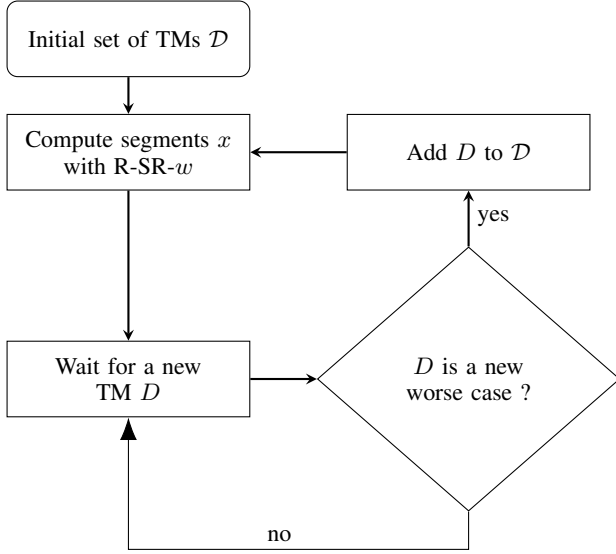 Initial set of TMs 𝒟
Compute segments x
with R-SR-w
Add D to 𝒟
yes
Wait for a new
TM D
D is a new
worse case ?
no